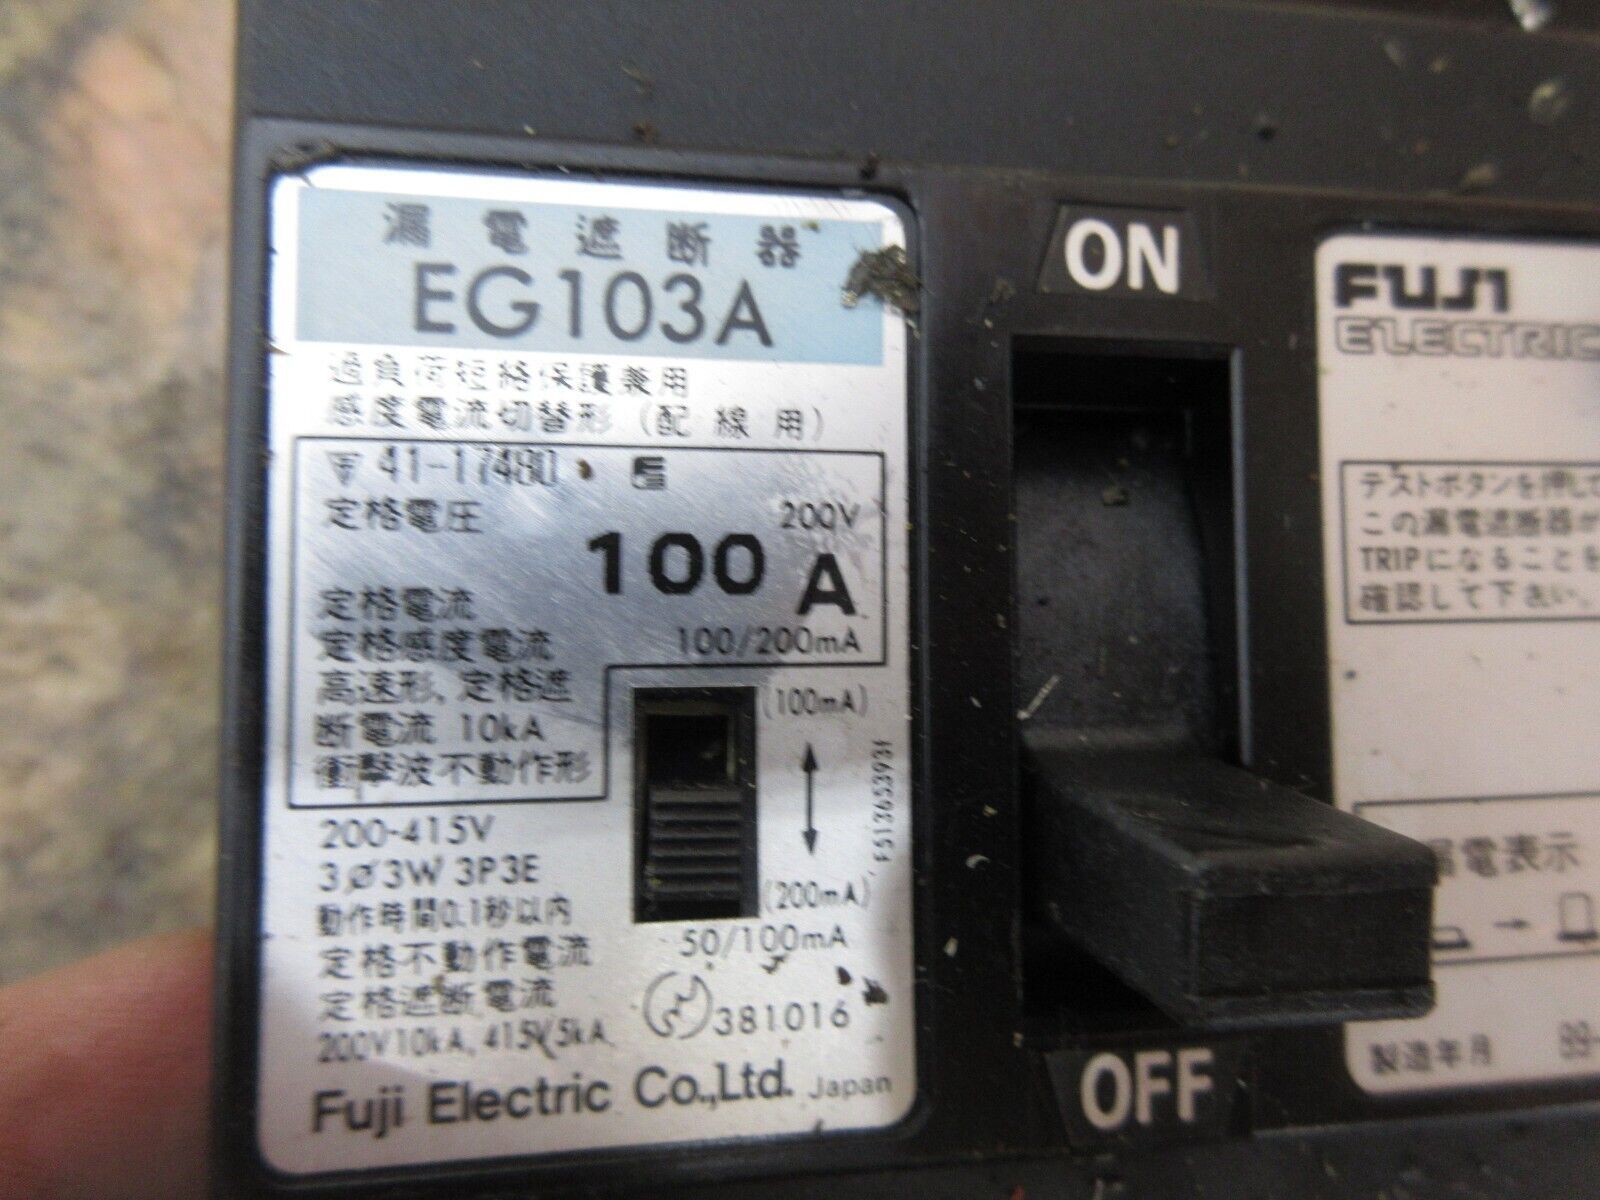 漏電遮断器
EG103A
過負荷短絡保護兼用
感度電流切替形 (配線用)
41-17480
定格電圧 200V
定格電流 100A
定格感度電流 100/200mA
高速形, 定格遮
断電流 10kA
衝撃波不動作形
(100mA)
(200mA)
F5136S393f
200-415V
3ø3W 3P3E
動作時間0.1秒以内
定格不動作電流 50/100mA
定格遮断電流
200V10kA, 415V5kA
381016
Fuji Electric Co.,Ltd. Japan
ON
OFF
FUJI
ELECTRIC
テストボタンを押して
この漏電遮断器が
TRIPになることを
確認して下さい。
漏電表示
→
製造年月 89-